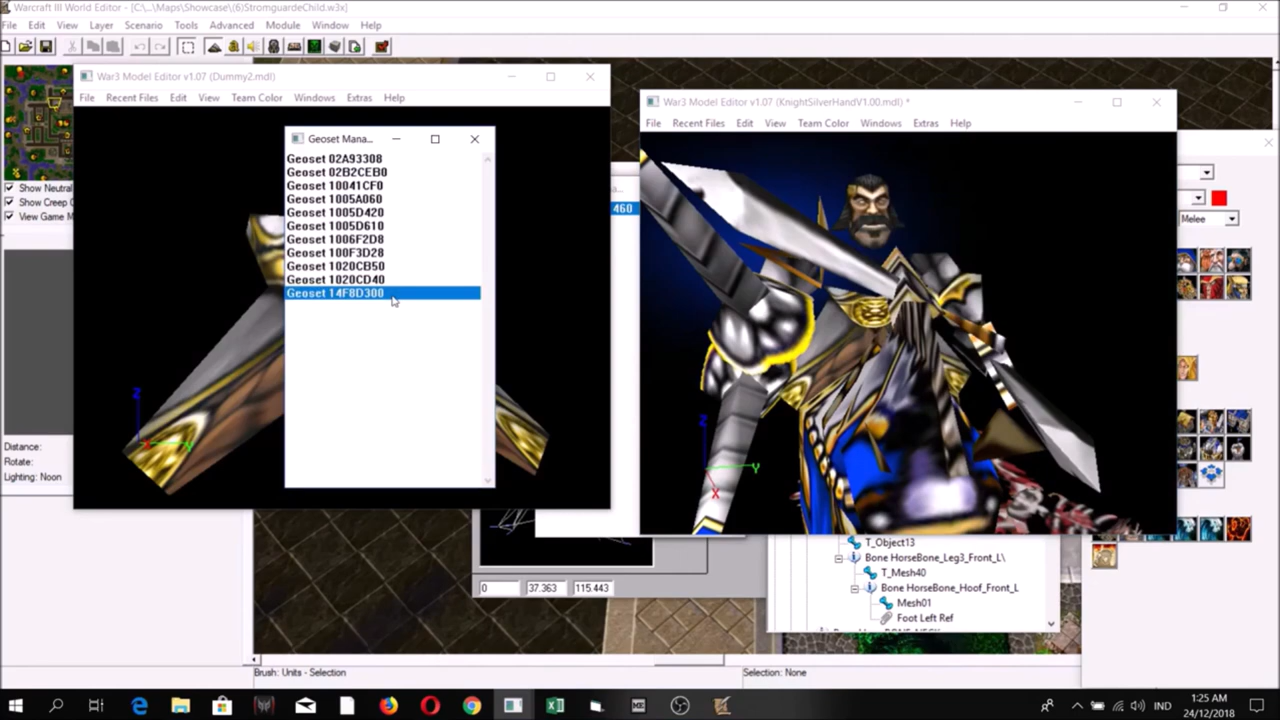 Warcraft III World Editor - [C:\...\Maps\Showcase\(6)StromguardeChild.w3x]
File Edit View Layer Scenario Tools Advanced Module Window Help
War3 Model Editor v1.07 (Dummy2.mdl)
File Recent Files Edit View Team Color Windows Extras Help
War3 Model Editor v1.07 (KnightSilverHandV1.00.mdl) *
File Recent Files Edit View Team Color Windows Extras Help
Geoset Mana...
Geoset 02A93308
Geoset 02B2CEB0
Geoset 10041CF0
Geoset 1005A060
Geoset 1005D420
Geoset 1005D610
Geoset 1006F2D8
Geoset 100F3D28
Geoset 1020CB50
Geoset 1020CD40
Geoset 14F8D300
Show Neutral
Show Creep C
View Game M
460
Melee
Z
X
Y
Z
Y
X
Distance:
Rotate:
Lighting: Noon
T_Object13
Bone HorseBone_Leg3_Front_L\
T_Mesh40
Bone HorseBone_Hoof_Front_L
Mesh01
Foot Left Ref
0 37.363 115.443
Brush: Units - Selection
Selection: None
ME
IND
1:25 AM
24/12/2018